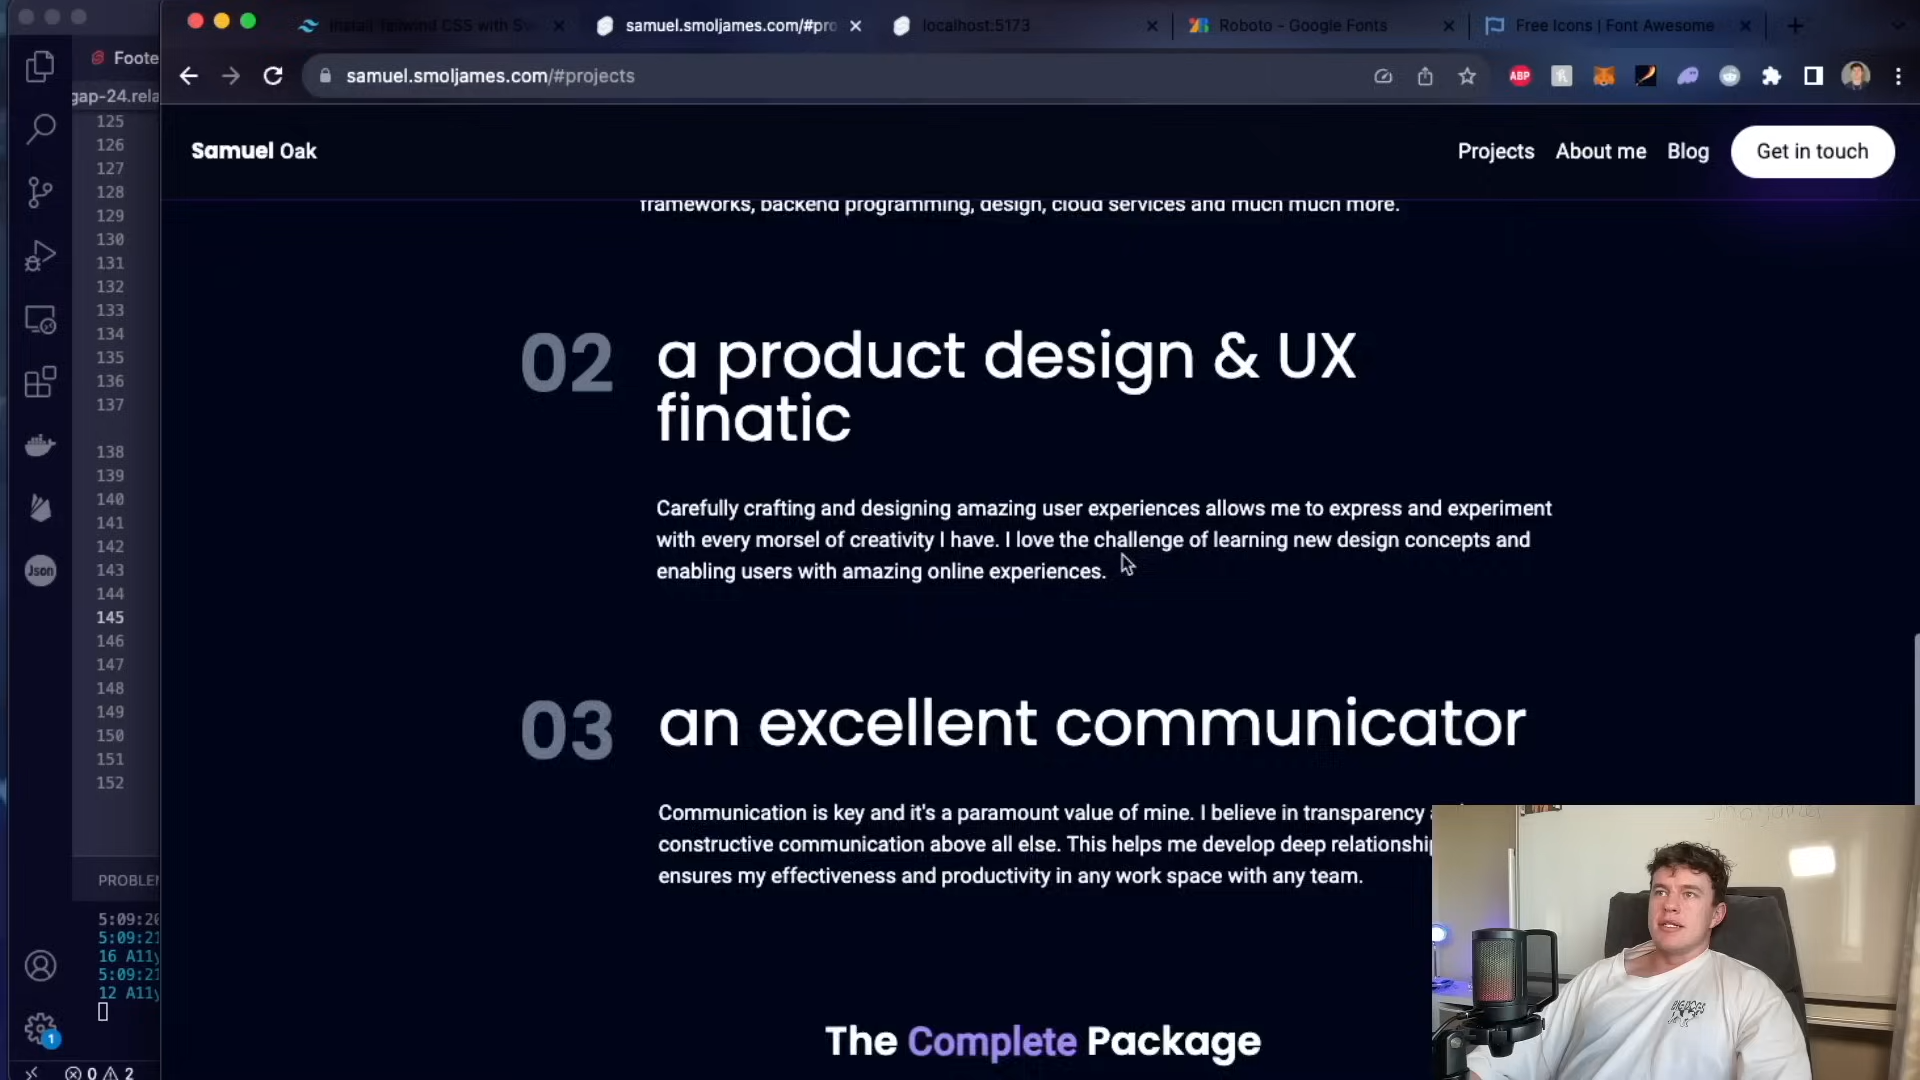 Install Tailwind CSS with Sv
samuel.smoljames.com/#pro
localhost:5173
Roboto - Google Fonts
Free Icons | Font Awesome
samuel.smoljames.com/#projects
ABP
Foote
gap-24.rela
Samuel Oak
Projects
About me
Blog
Get in touch
frameworks, backend programming, design, cloud services and much much more.
02
a product design & UX
finatic
Carefully crafting and designing amazing user experiences allows me to express and experiment
with every morsel of creativity I have. I love the challenge of learning new design concepts and
enabling users with amazing online experiences.
03
an excellent communicator
Communication is key and it's a paramount value of mine. I believe in transparency
constructive communication above all else. This helps me develop deep relationshi
ensures my effectiveness and productivity in any work space with any team.
The Complete Package
125
126
127
128
129
130
131
132
133
134
135
136
137
138
139
140
141
142
143
144
145
146
147
148
149
150
151
152
Json
PROBLE
5:09:20
5:09:21
16 A11y
5:09:21
12 A11y
1
0
2